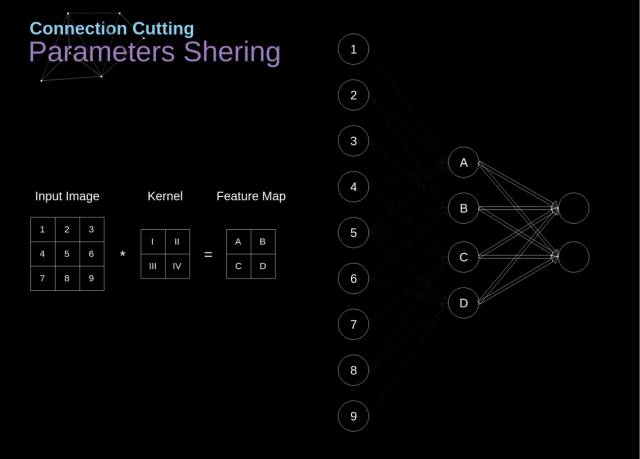 Connection Cutting
Parameters Shering
Input Image
Kernel
Feature Map
1 2 3
4 5 6
7 8 9
*
I II
III IV
=
A B
C D
1
2
3
4
5
6
7
8
9
A
B
C
D